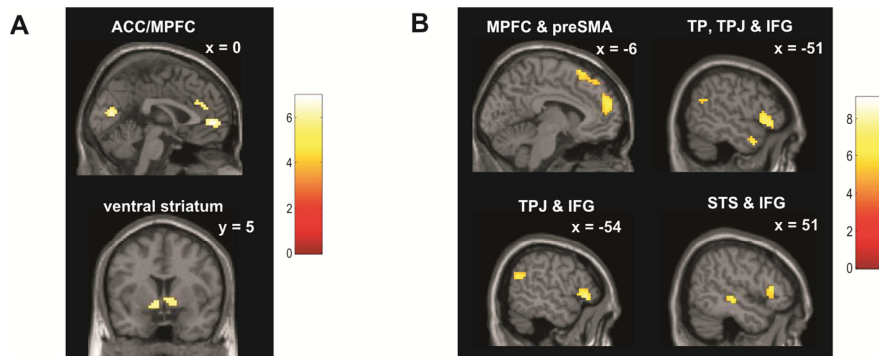 A
ACC/MPFC
x = 0
6
4
2
0
ventral striatum
y = 5
B
MPFC & preSMA
x = -6
TP, TPJ & IFG
x = -51
8
6
4
2
0
TPJ & IFG
x = -54
STS & IFG
x = 51